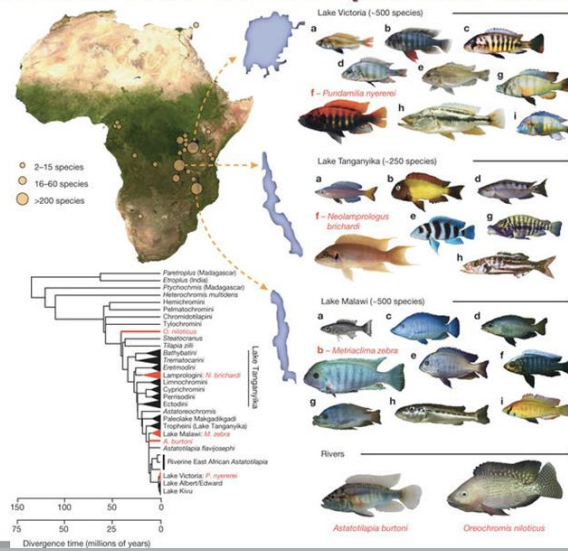 Lake Victoria (~500 species)
a
b
c
d
e
g
f – Pundamilia nyererei
h
i
2–15 species
16–60 species
>200 species
Lake Tanganyika (~250 species)
a
b
d
f – Neolamprologus
brichardi
e
g
h
Paretroplus (Madagascar)
Etroplus (India)
Ptychochromis (Madagascar)
Heterochromis multidens
Hemichromini
Pelmatochromini
Chromidotilapini
Tylochromini
O. niloticus
Steatocranus
Tilapia zilli
Bathybatini
Trematocarini
Eretmodini
Lamprologini: N. brichardi
Limnochromini
Cyprichromini
Perissodini
Ectodini
Lake Tanganyika
Astatoreochromis
Paleolake Makgadikgadi
Tropheini (Lake Tanganyika)
Lake Malawi: M. zebra
A. burtoni
Astatotilapia flavijosephi
Riverine East African Astatotilapia
Lake Victoria: P. nyererei
Lake Albert/Edward
Lake Kivu
150 100 50 0
75 50 25 0
Divergence time (millions of years)
Lake Malawi (~500 species)
a
c
d
b – Metriaclima zebra
e
f
g
h
i
Rivers
Astatotilapia burtoni
Oreochromis niloticus